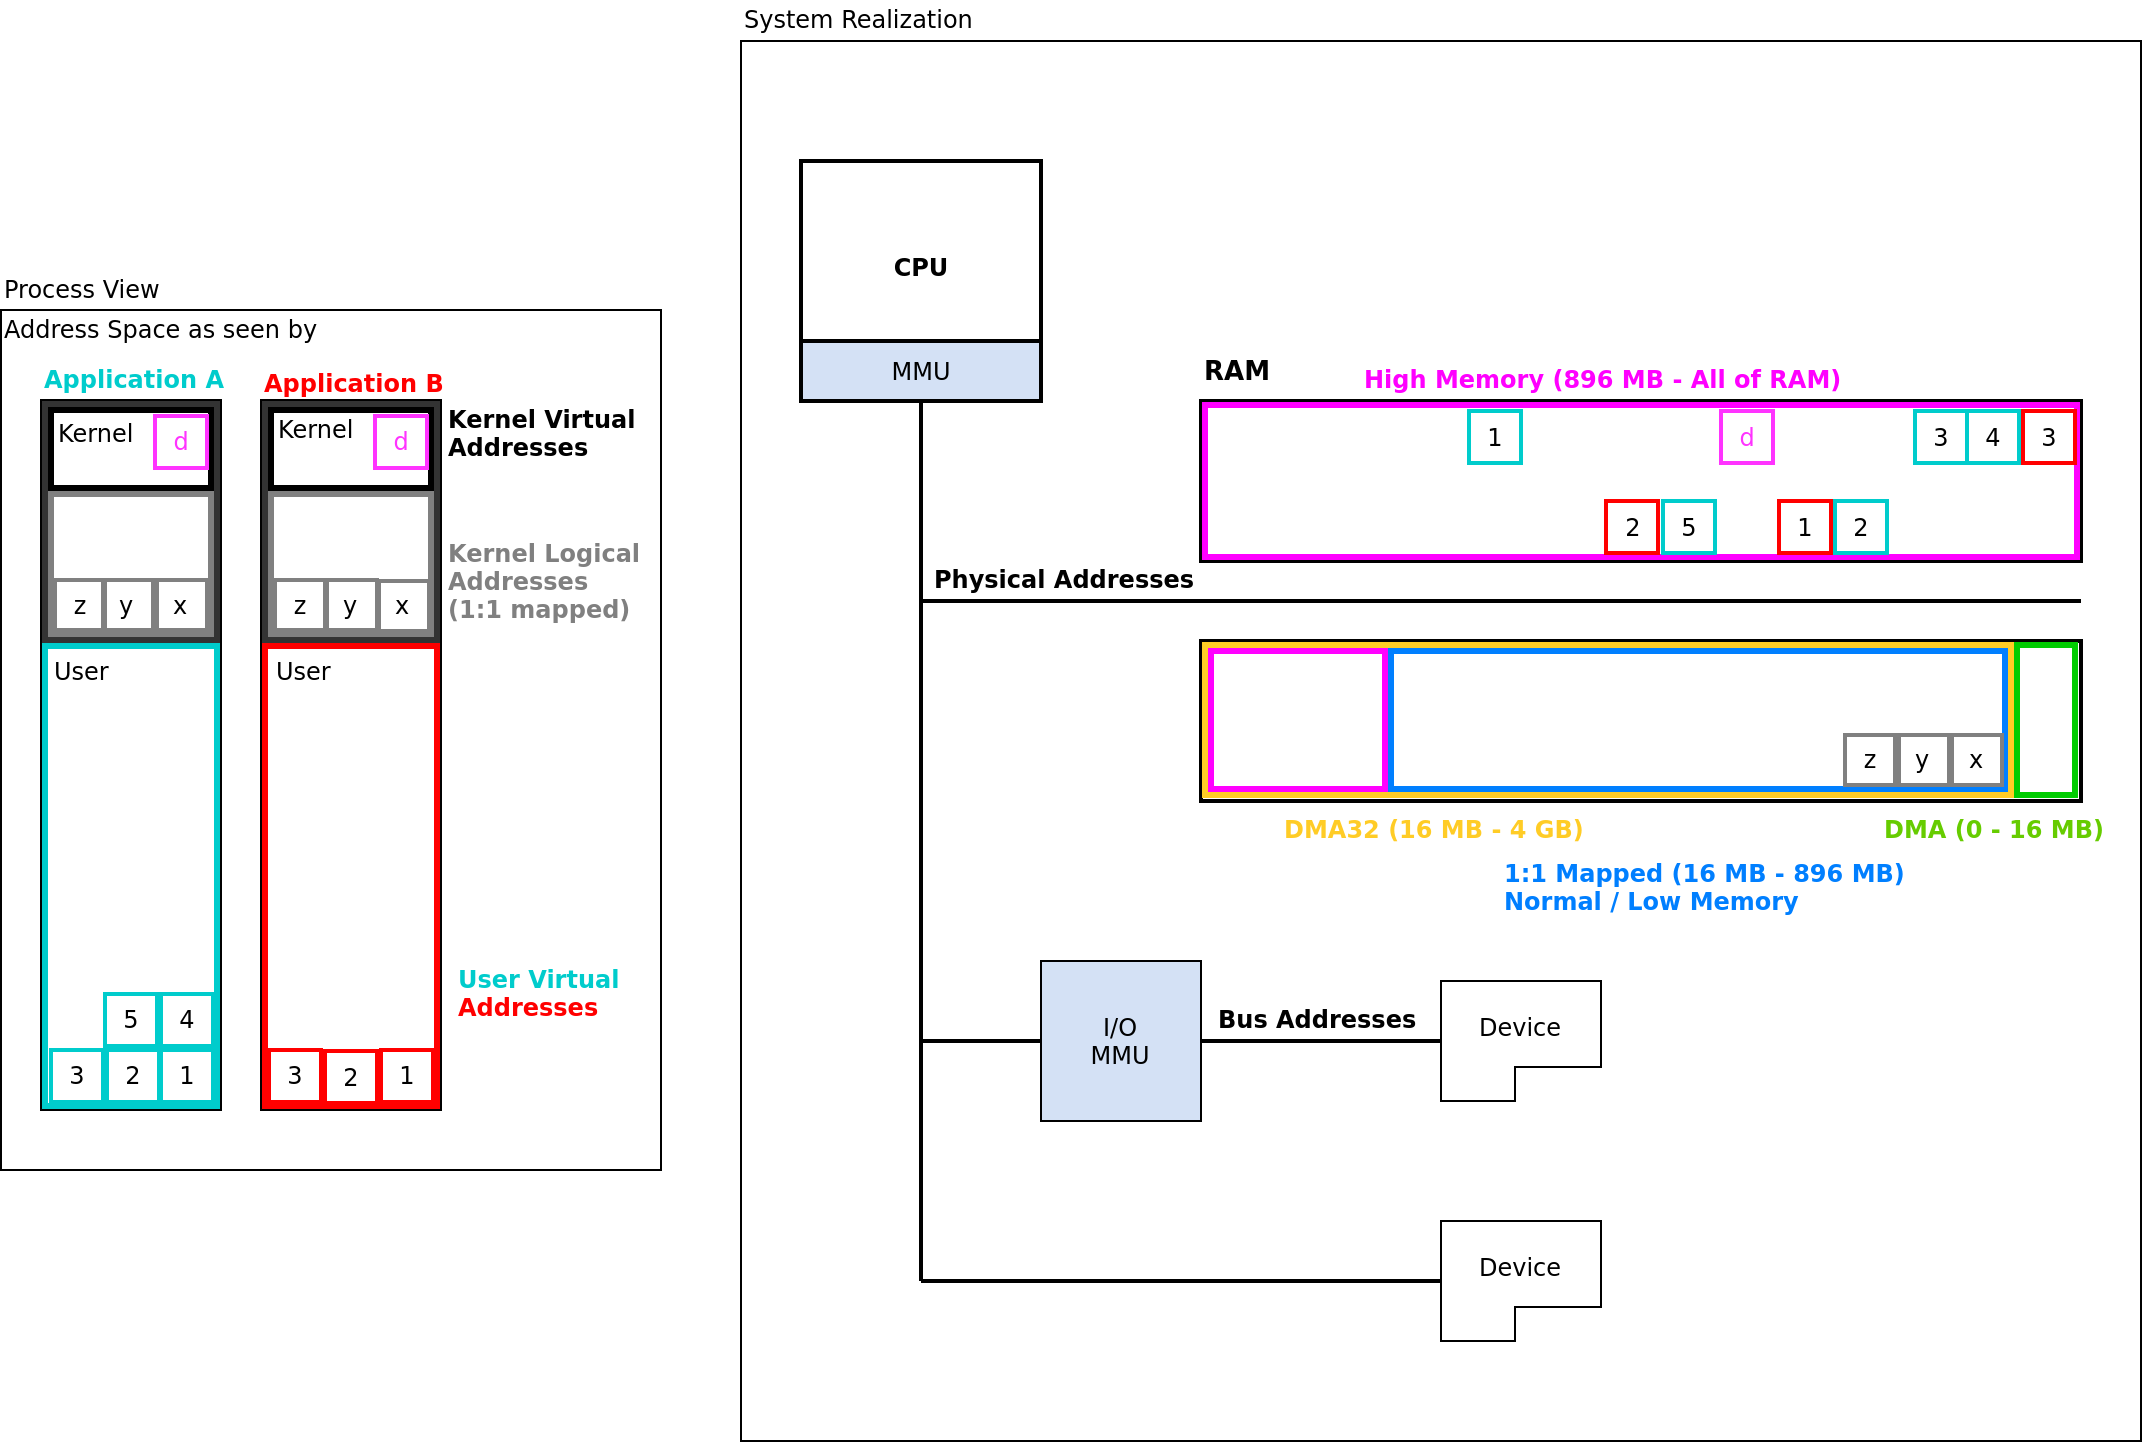 System Realization
CPU
MMU
Process View
Address Space as seen by
Application A
Application B
Kernel
d
Kernel
d
Kernel Virtual
Addresses
Kernel Logical
Addresses
(1:1 mapped)
z y x
z y x
User
User
User Virtual
Addresses
5 4
3 2 1
3 2 1
RAM
High Memory (896 MB - All of RAM)
1 d 3 4 3
2 5 1 2
Physical Addresses
z y x
DMA32 (16 MB - 4 GB)
DMA (0 - 16 MB)
1:1 Mapped (16 MB - 896 MB)
Normal / Low Memory
I/O
MMU
Bus Addresses
Device
Device